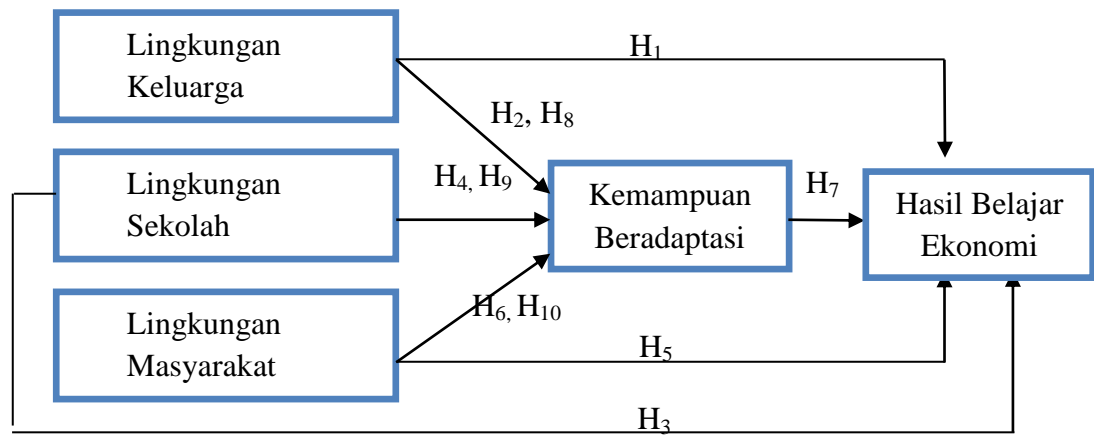 Lingkungan
Keluarga
H₁
H₂, H₈
Lingkungan
Sekolah
H₄, H₉
Kemampuan
Beradaptasi
H₇
Hasil Belajar
Ekonomi
Lingkungan
Masyarakat
H₆, H₁₀
H₅
H₃